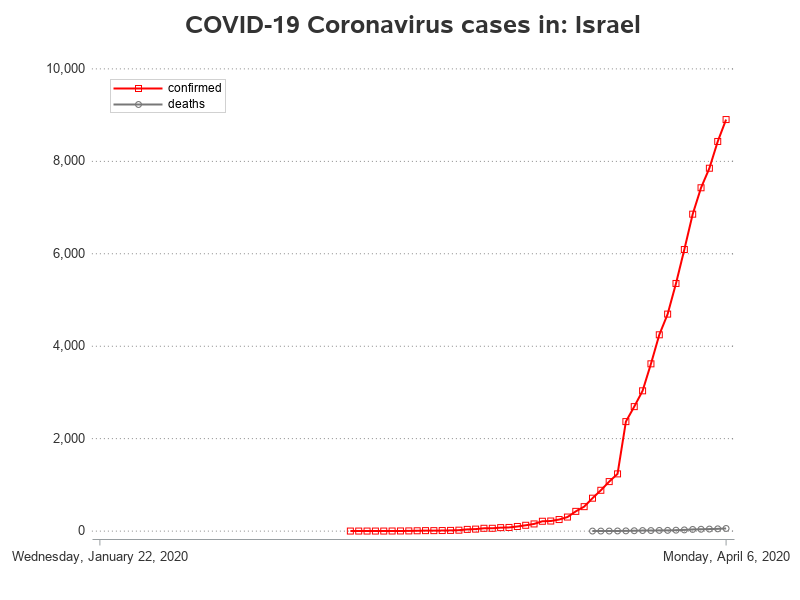 COVID-19 Coronavirus cases in: Israel
10,000
confirmed
deaths
8,000
6,000
4,000
2,000
0
Wednesday, January 22, 2020
Monday, April 6, 2020